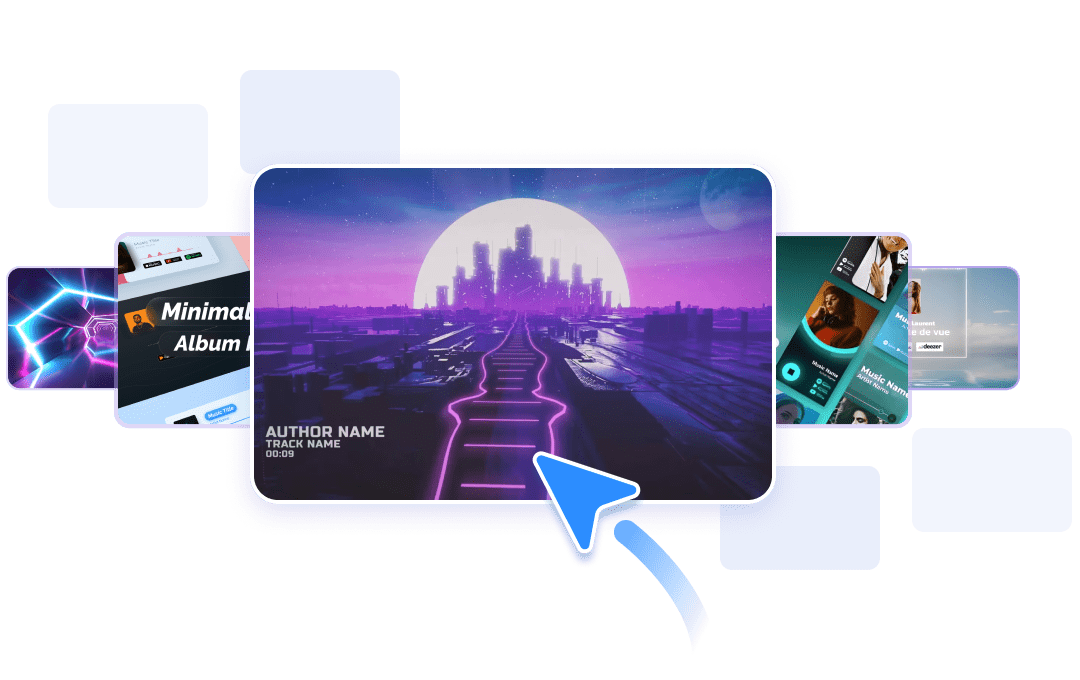 Music Title
Minimal
Album
Music Title
AUTHOR NAME
TRACK NAME
00:09
Music Name
Music Name
Artist Name
Laurent
de vue
deezer